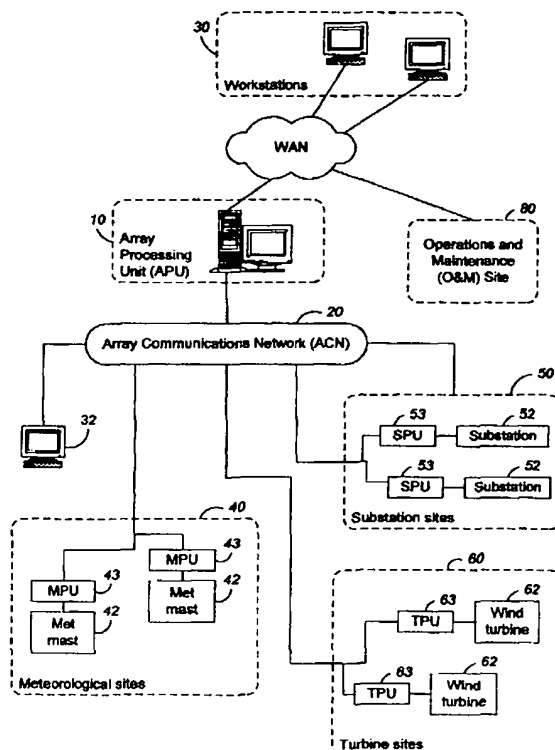 30
Workstations
WAN
10
Array
Processing
Unit (APU)
80
Operations and
Maintenance
(O&M) Site
20
Array Communications Network (ACN)
32
50
53
52
SPU
Substation
53
52
SPU
Substation
Substation sites
40
43
MPU
43
MPU
42
Met
mast
42
Met
mast
Meteorological sites
60
62
63
TPU
Wind
turbine
63
62
TPU
Wind
turbine
Turbine sites